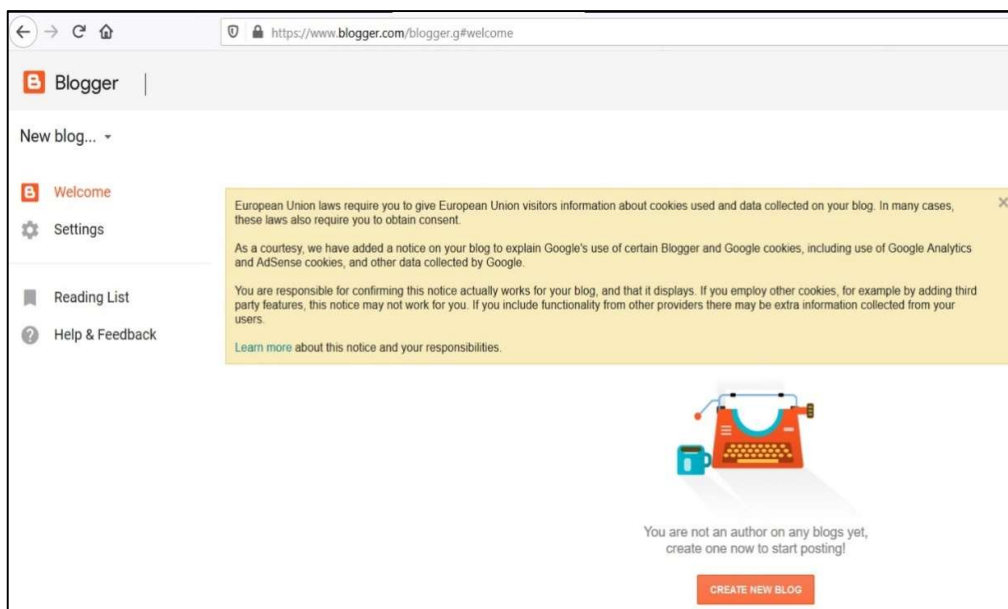 https://www.blogger.com/blogger.g#welcome
Blogger
New blog...
Welcome
Settings
Reading List
Help & Feedback
European Union laws require you to give European Union visitors information about cookies used and data collected on your blog. In many cases,
these laws also require you to obtain consent.
As a courtesy, we have added a notice on your blog to explain Google's use of certain Blogger and Google cookies, including use of Google Analytics
and AdSense cookies, and other data collected by Google.
You are responsible for confirming this notice actually works for your blog, and that it displays. If you employ other cookies, for example by adding third
party features, this notice may not work for you. If you include functionality from other providers there may be extra information collected from your
users.
Learn more about this notice and your responsibilities.
You are not an author on any blogs yet,
create one now to start posting!
CREATE NEW BLOG